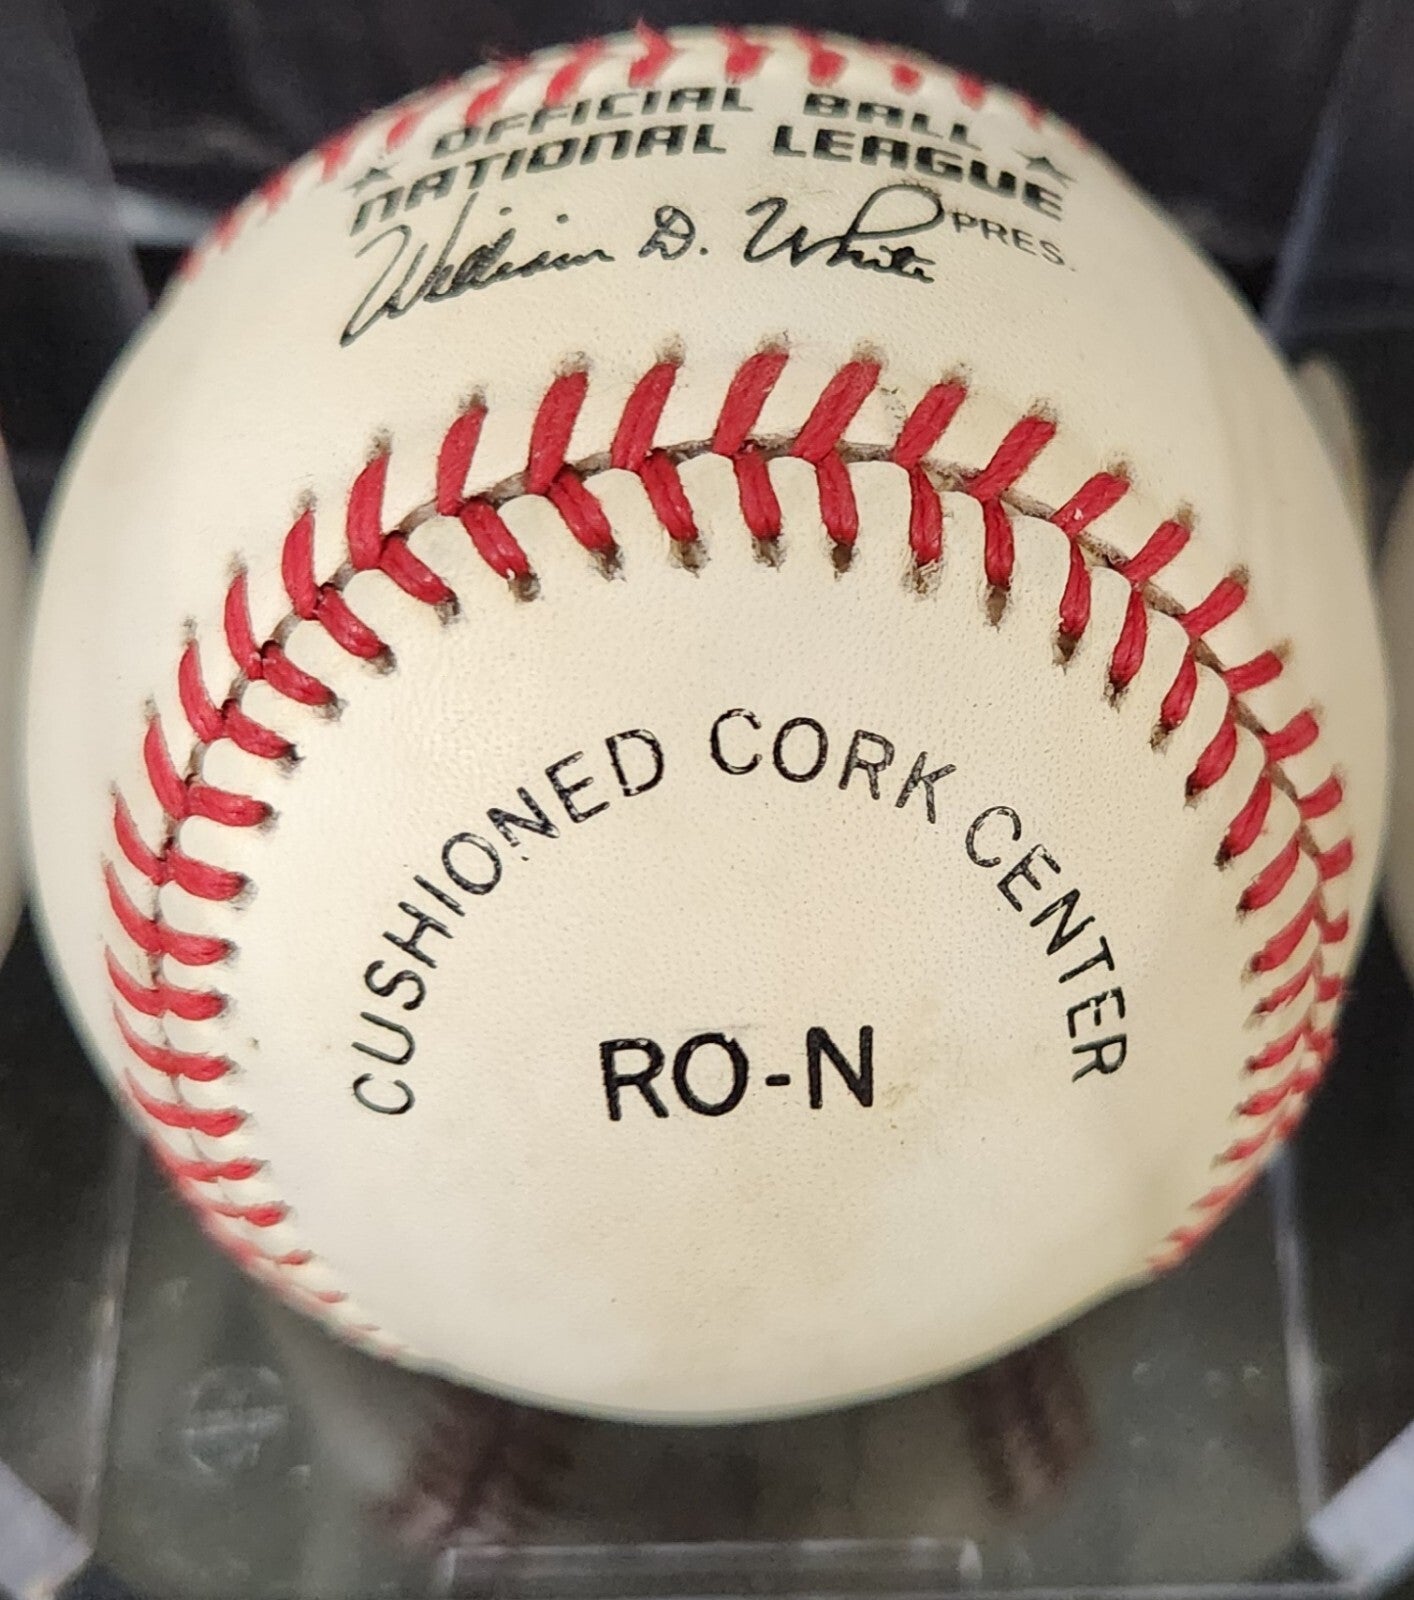 OFFICIAL BALL
★ NATIONAL LEAGUE ★
William D. White PRES.
CUSHIONED CORK CENTER
RO-N